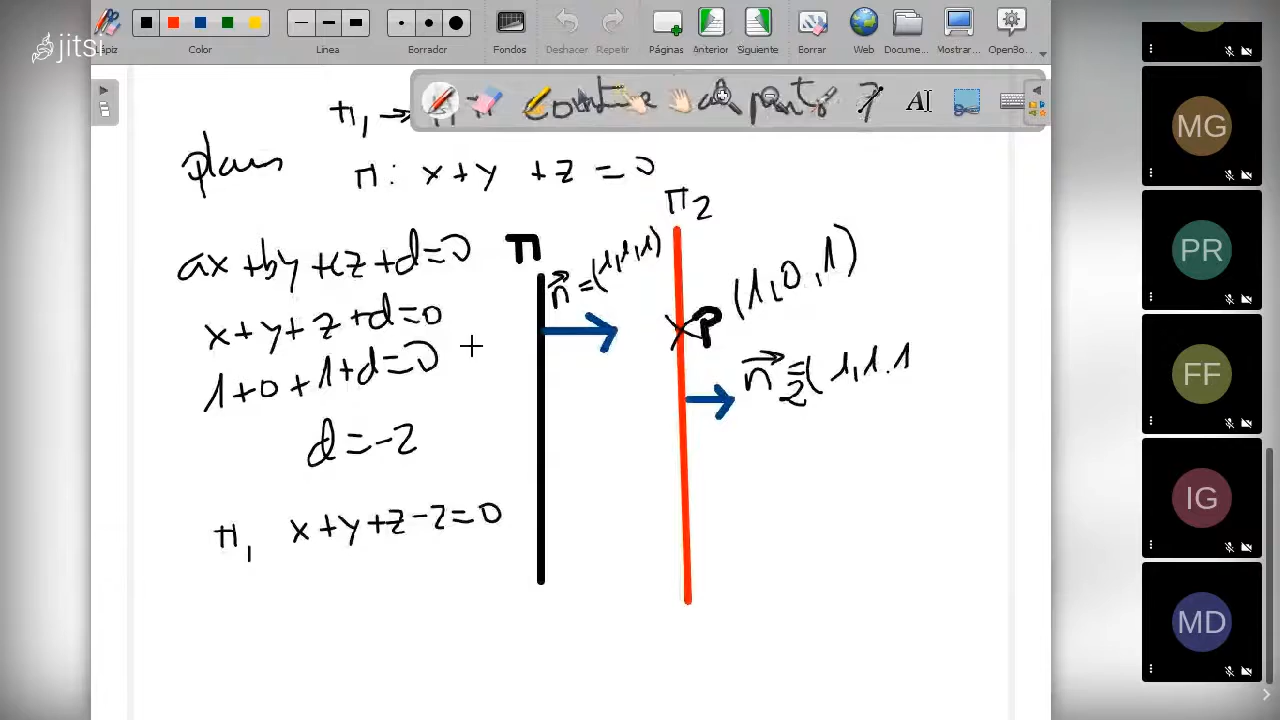 jitsi
Lápiz Color Línea Borrador Fondos Deshacer Repetir Páginas Anterior Siguiente Borrar Web Docume... Mostrar... OpenBo...
π₁ →
π: x+y +z =0
π₂
ax+by+cz+d=0
π
n⃗=(1,1,1)
(1,0,1)
x+y+z+d=0
P
1+0+1+d=0
n⃗₂=(1,1.1
d=-2
π₁ x+y+z-2=0
MG
PR
FF
IG
MD